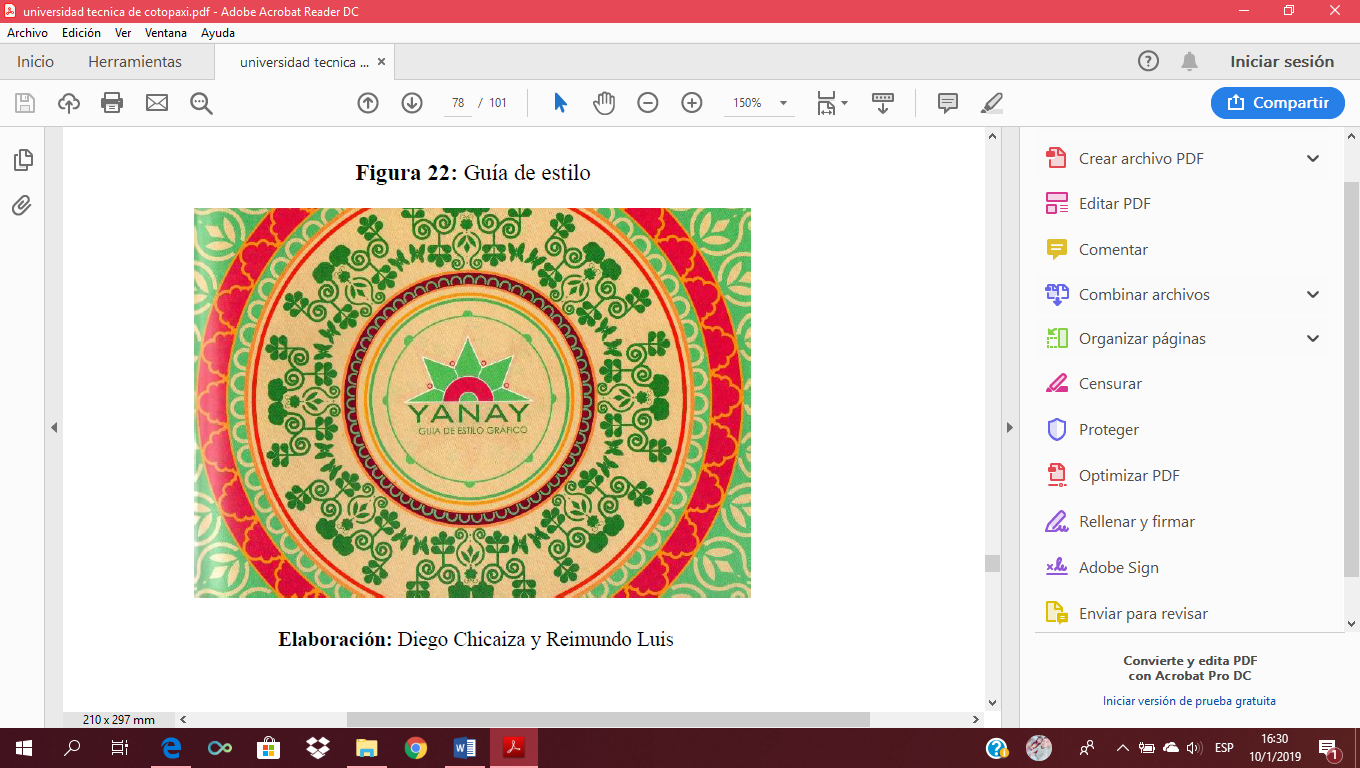 universidad tecnica de cotopaxi.pdf - Adobe Acrobat Reader DC
Archivo Edición Ver Ventana Ayuda
Inicio Herramientas universidad tecnica ... × Iniciar sesión
78 / 101 150% Compartir
Figura 22: Guía de estilo
YANAY
GUIA DE ESTILO GRAFICO
Elaboración: Diego Chicaiza y Reimundo Luis
210 x 297 mm
Crear archivo PDF
Editar PDF
Comentar
Combinar archivos
Organizar páginas
Censurar
Proteger
Optimizar PDF
Rellenar y firmar
Adobe Sign
Enviar para revisar
Convierte y edita PDF
con Acrobat Pro DC
Iniciar versión de prueba gratuita
ESP
16:30
10/1/2019
1